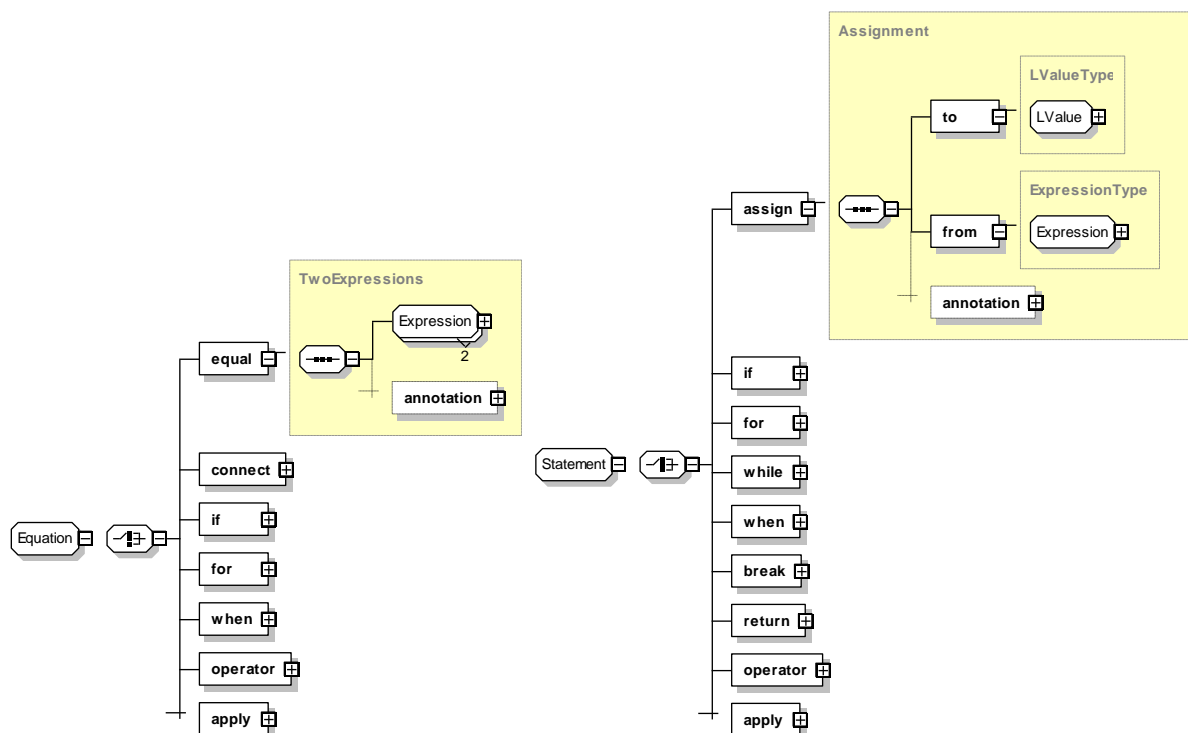 TwoExpressions
Expression
2
equal
annotation
connect
if
Equation
for
when
operator
apply
Assignment
LValueType
to
LValue
assign
ExpressionType
from
Expression
annotation
if
for
Statement
while
when
break
return
operator
apply